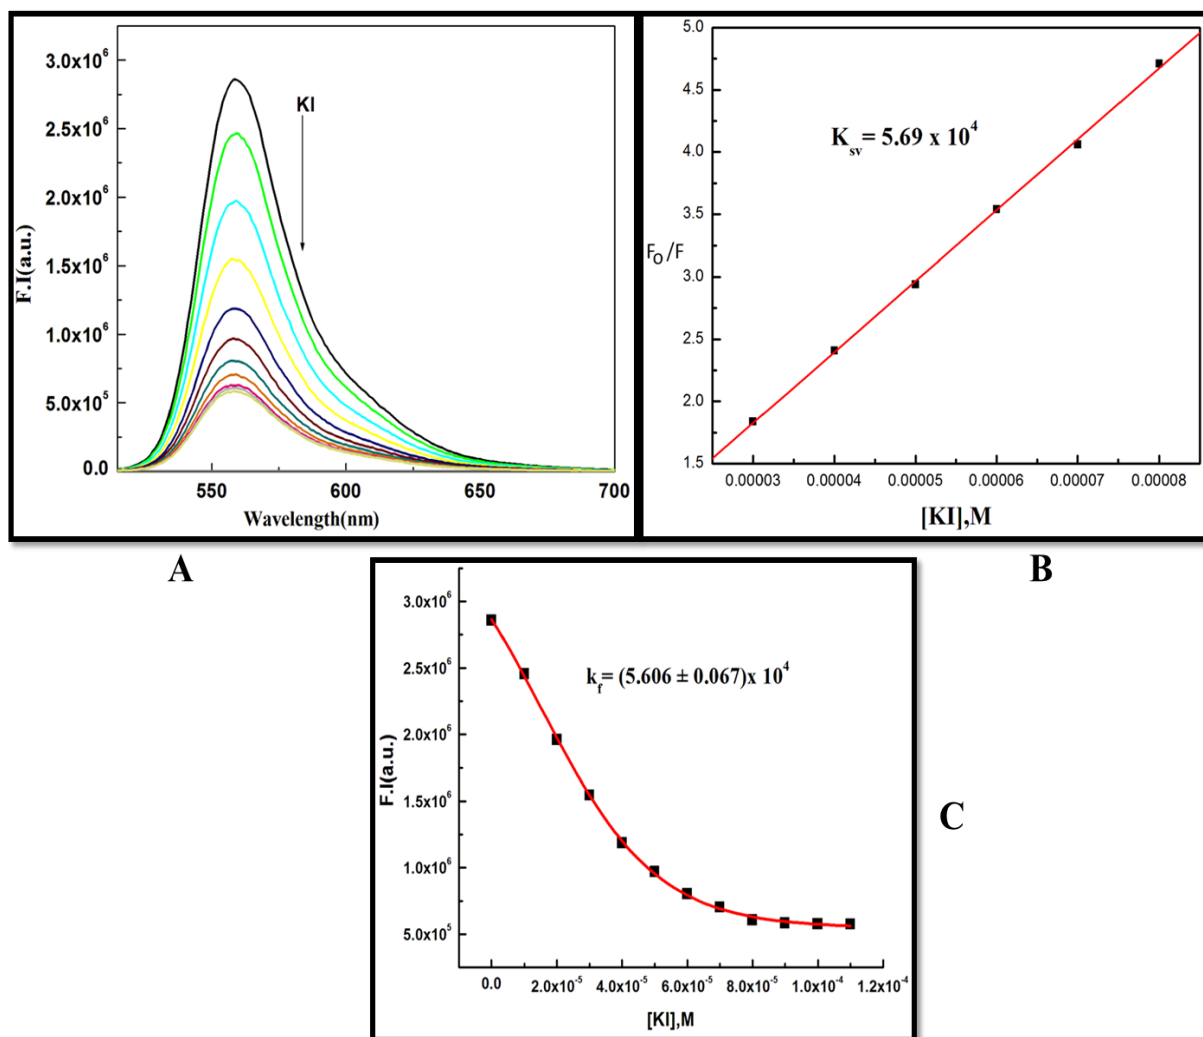 3.0x10⁶
2.5x10⁶
2.0x10⁶
1.5x10⁶
1.0x10⁶
5.0x10⁵
0.0
F.I(a.u.)
KI
550 600 650 700
Wavelength(nm)
A
5.0
4.5
4.0
3.5
3.0
2.5
2.0
1.5
F₀/F
Kₛᵥ= 5.69 x 10⁴
0.00003 0.00004 0.00005 0.00006 0.00007 0.00008
[KI],M
B
3.0x10⁶
2.5x10⁶
2.0x10⁶
1.5x10⁶
1.0x10⁶
5.0x10⁵
F.I(a.u.)
k_f= (5.606 ± 0.067)x 10⁴
0.0 2.0x10⁻⁵ 4.0x10⁻⁵ 6.0x10⁻⁵ 8.0x10⁻⁵ 1.0x10⁻⁴ 1.2x10⁻⁴
[KI],M
C